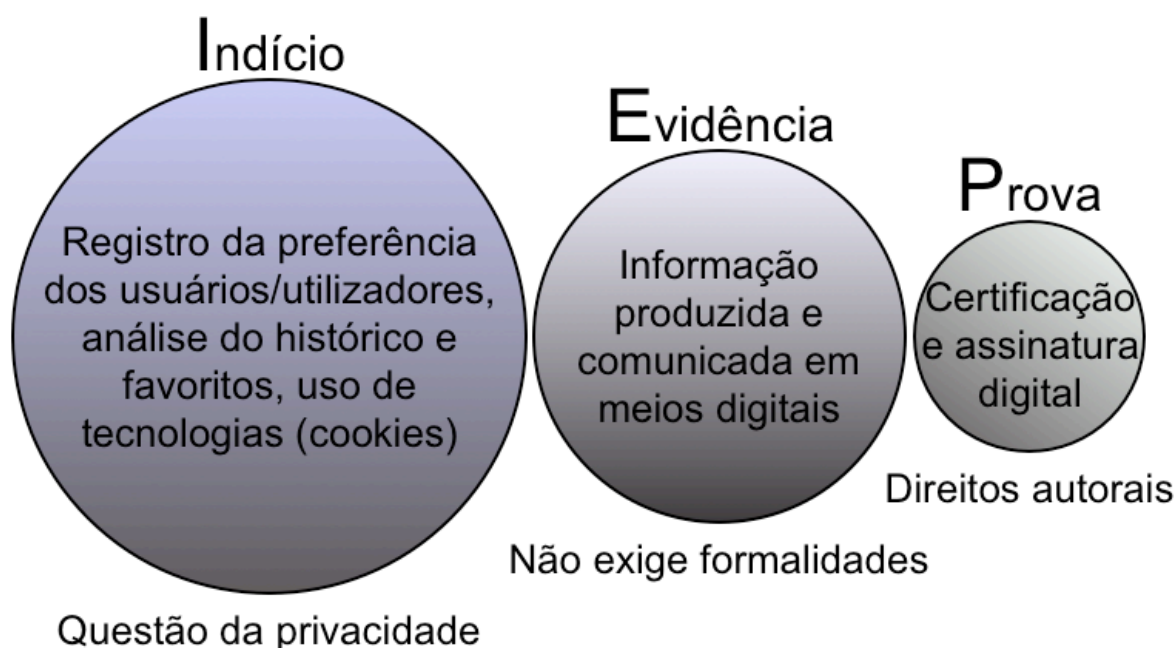 Indício
Registro da preferência
dos usuários/utilizadores,
análise do histórico e
favoritos, uso de
tecnologias (cookies)
Questão da privacidade
Evidência
Informação
produzida e
comunicada em
meios digitais
Não exige formalidades
Prova
Certificação
e assinatura
digital
Direitos autorais